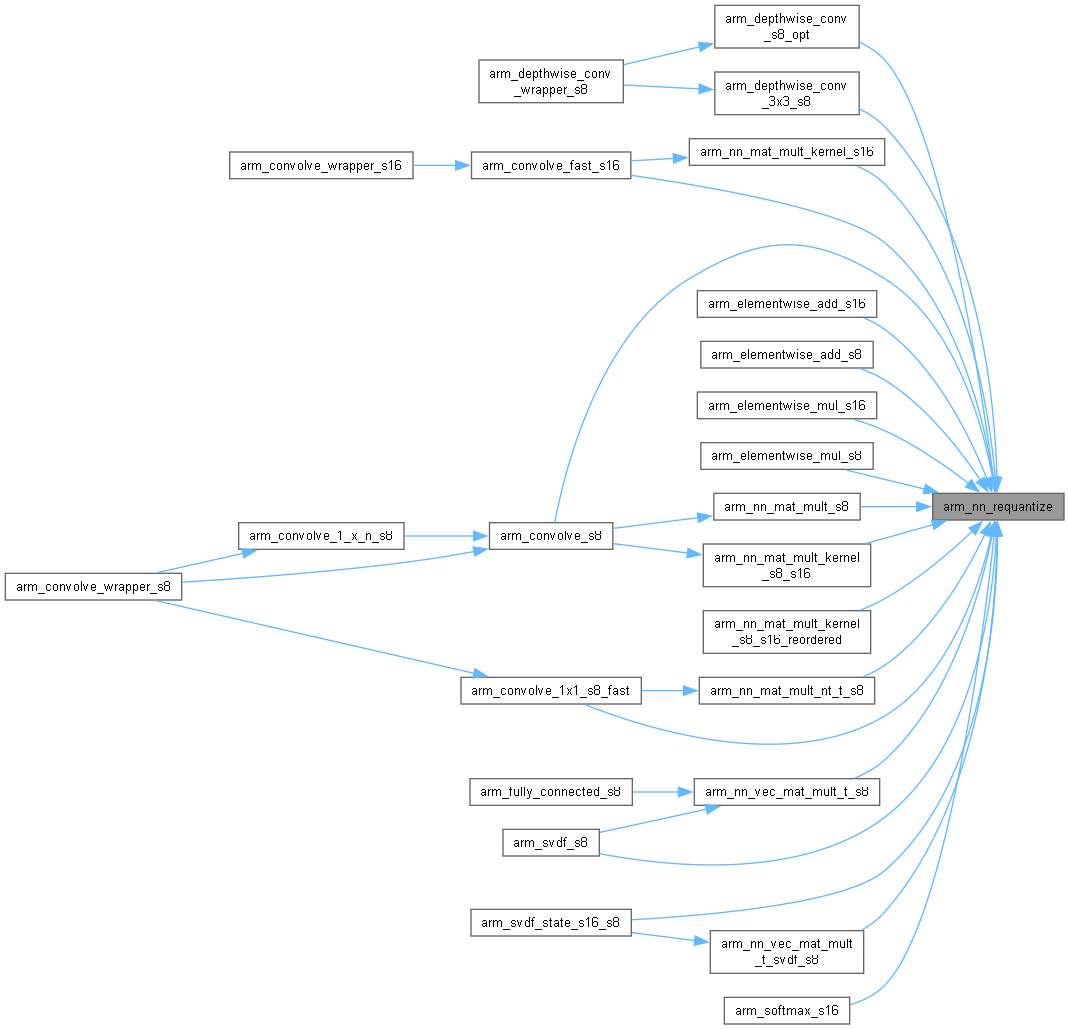 arm_depthwise_conv
_s8_opt
arm_depthwise_conv
_wrapper_s8
arm_depthwise_conv
_3x3_s8
arm_nn_mat_mult_kernel_s16
arm_convolve_wrapper_s16
arm_convolve_fast_s16
arm_elementwise_add_s16
arm_elementwise_add_s8
arm_elementwise_mul_s16
arm_elementwise_mul_s8
arm_nn_requantize
arm_nn_mat_mult_s8
arm_convolve_1_x_n_s8
arm_convolve_s8
arm_nn_mat_mult_kernel
_s8_s16
arm_convolve_wrapper_s8
arm_nn_mat_mult_kernel
_s8_s16_reordered
arm_convolve_1x1_s8_fast
arm_nn_mat_mult_nt_t_s8
arm_fully_connected_s8
arm_nn_vec_mat_mult_t_s8
arm_svdf_s8
arm_svdf_state_s16_s8
arm_nn_vec_mat_mult
_t_svdf_s8
arm_softmax_s16